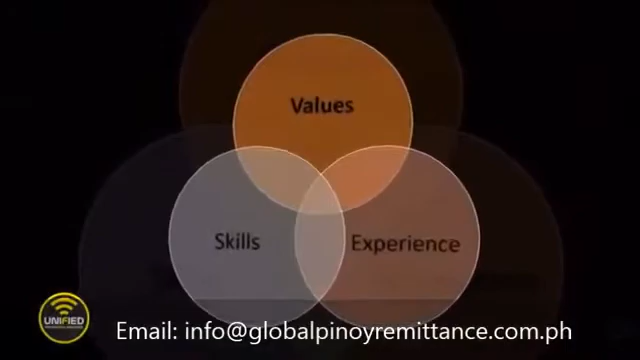 Values
Skills
Experience
UNIFIED
Email: info@globalpinoyremittance.com.ph